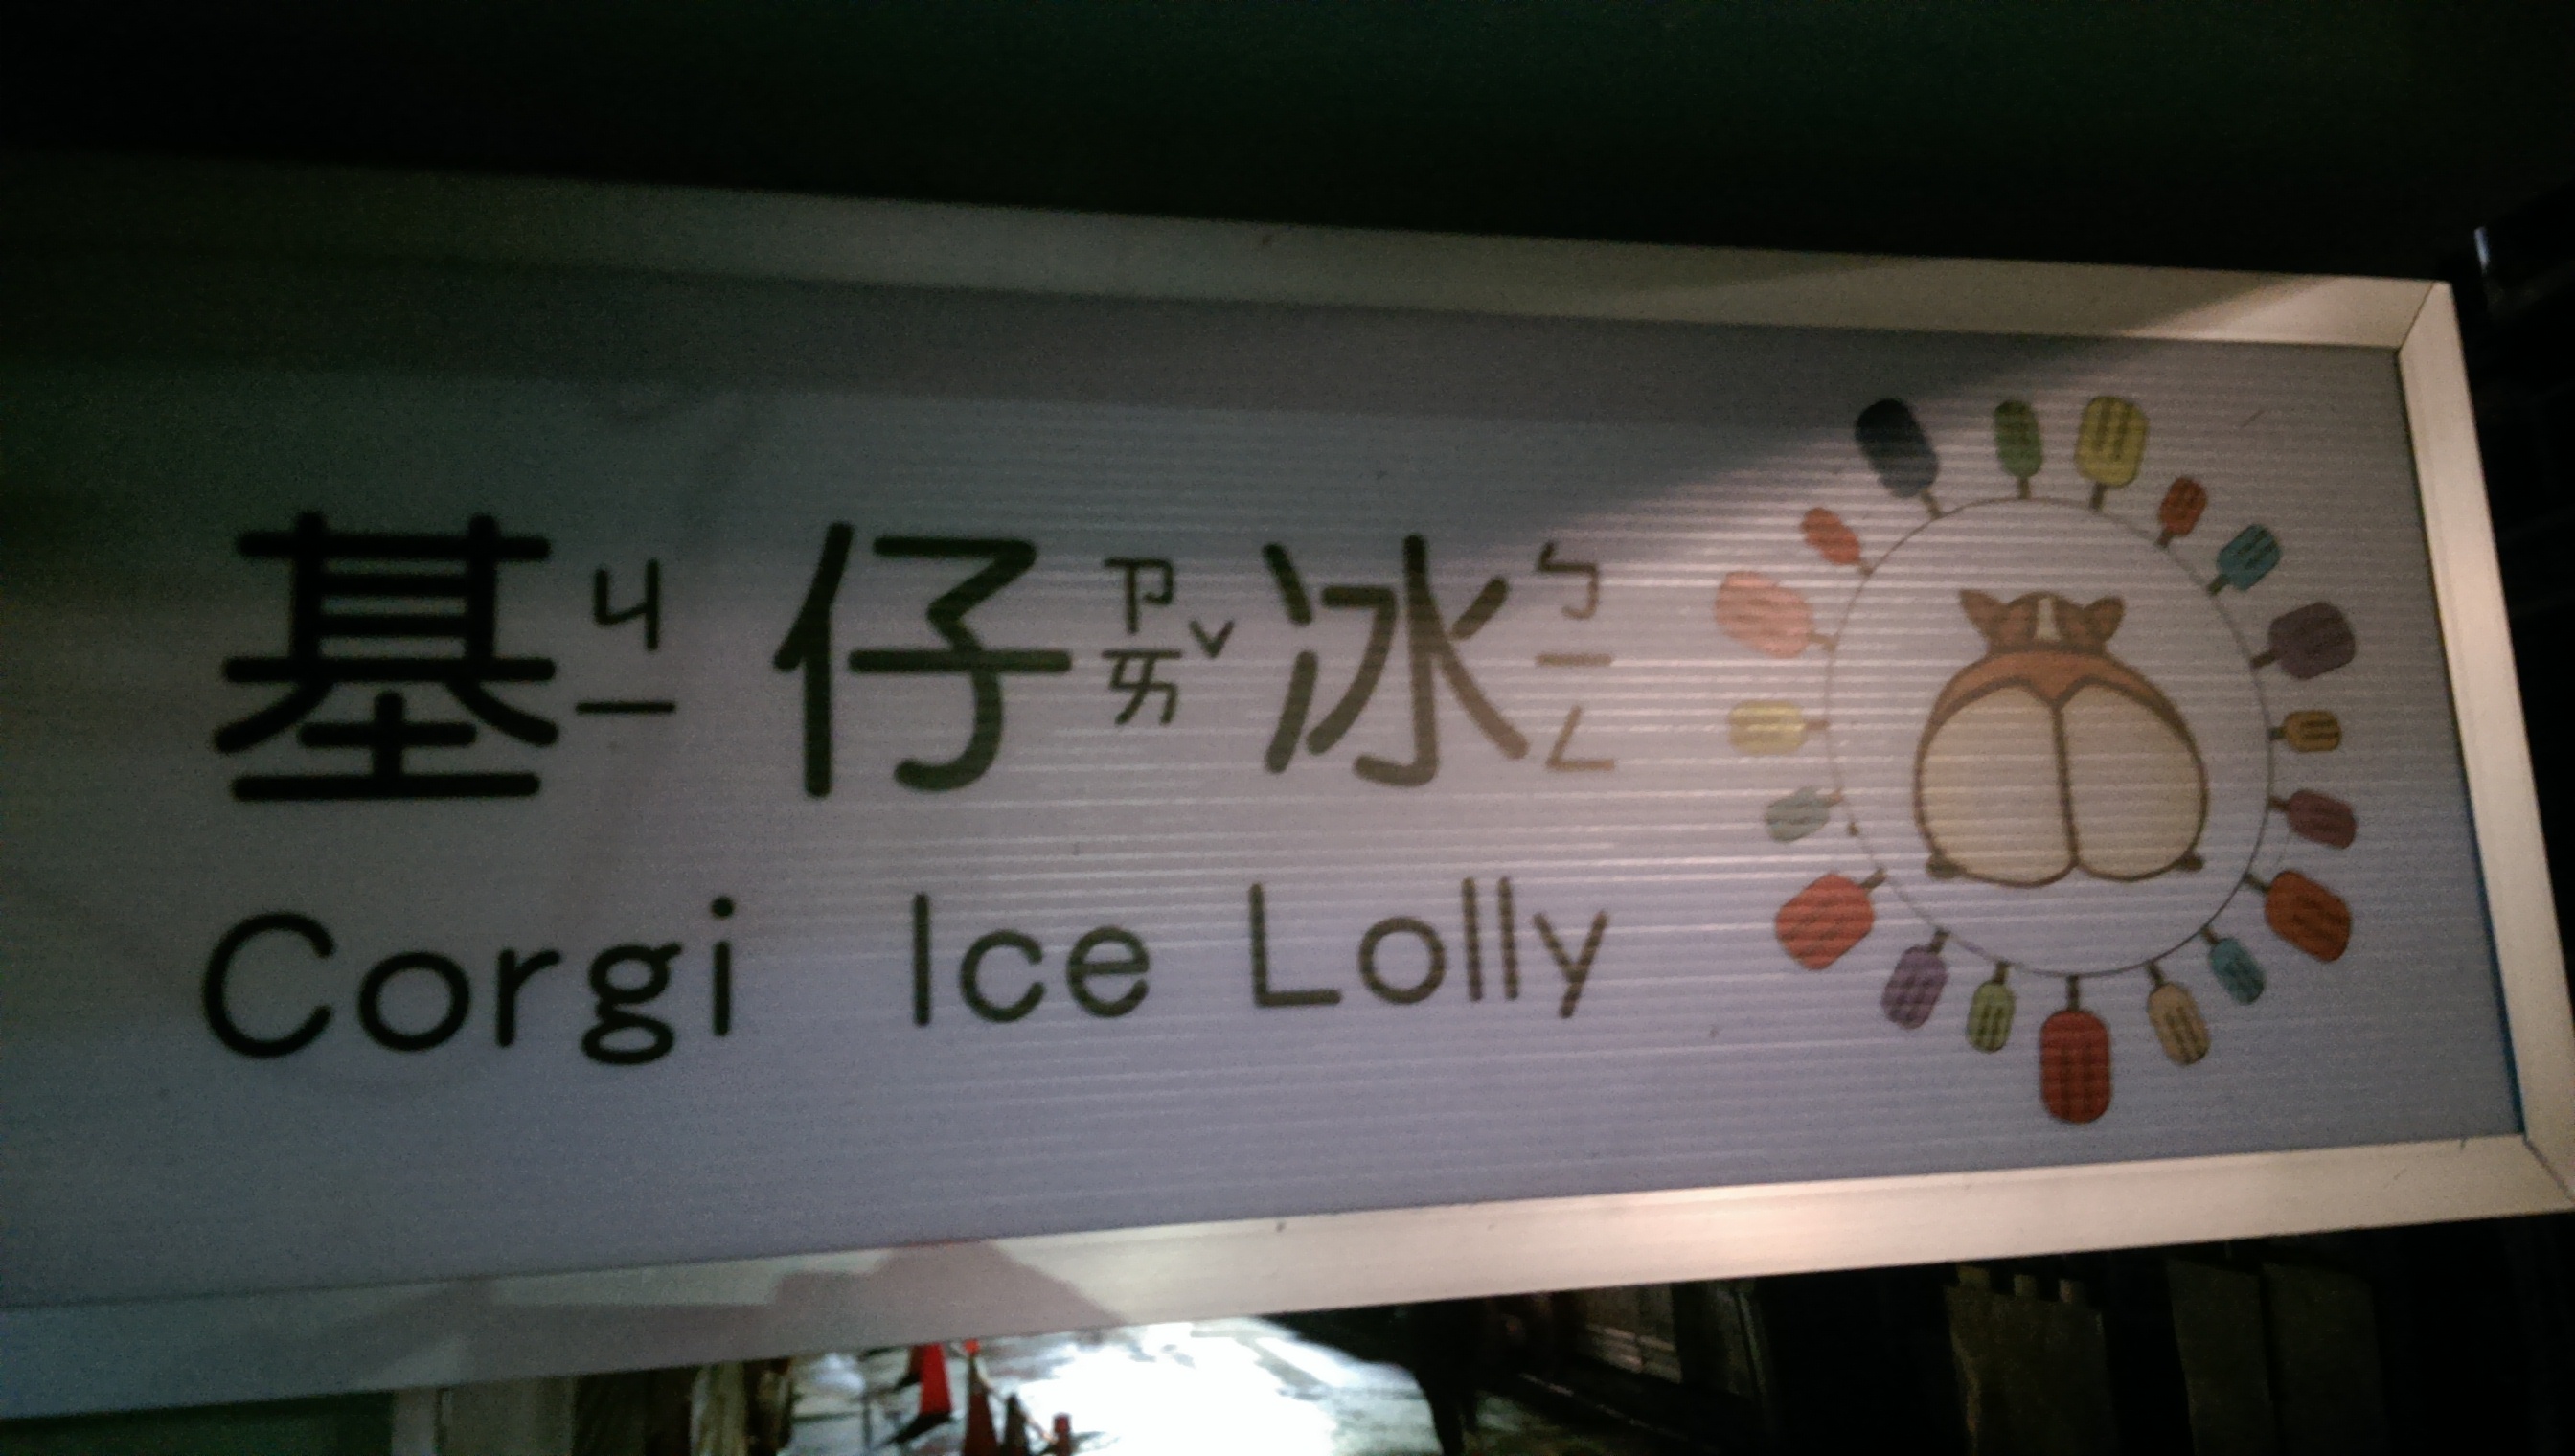 基ㄐㄧ仔ㄗㄞˇ冰ㄅㄧㄥ
Corgi Ice Lolly